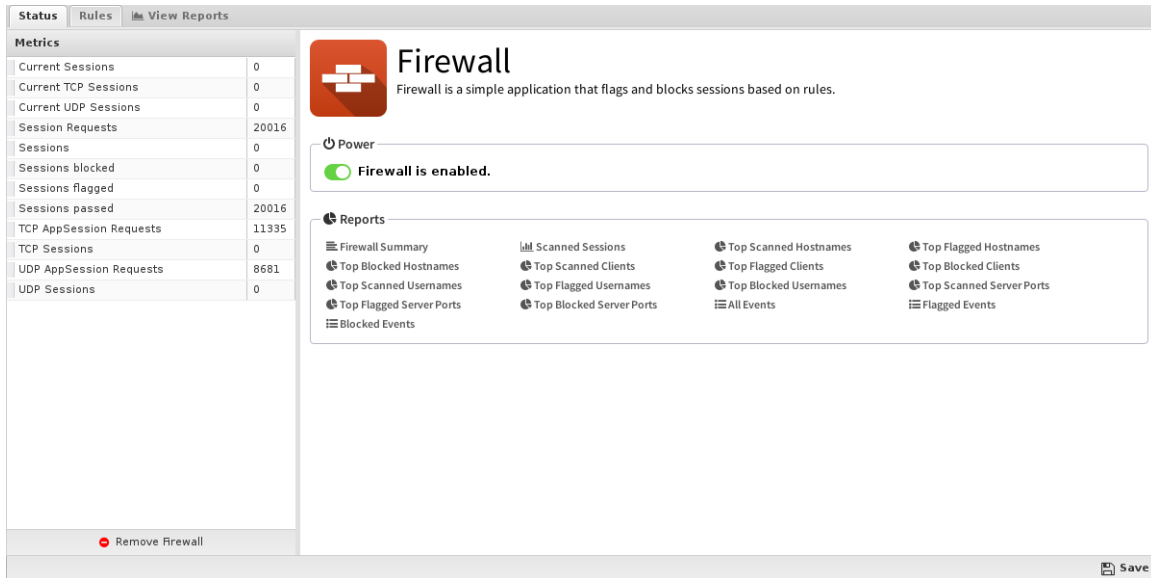 Status Rules View Reports
Metrics
Current Sessions 0
Current TCP Sessions 0
Current UDP Sessions 0
Session Requests 20016
Sessions 0
Sessions blocked 0
Sessions flagged 0
Sessions passed 20016
TCP AppSession Requests 11335
TCP Sessions 0
UDP AppSession Requests 8681
UDP Sessions 0
Remove Firewall
Firewall
Firewall is a simple application that flags and blocks sessions based on rules.
Power
Firewall is enabled.
Reports
Firewall Summary Scanned Sessions Top Scanned Hostnames Top Flagged Hostnames
Top Blocked Hostnames Top Scanned Clients Top Flagged Clients Top Blocked Clients
Top Scanned Usernames Top Flagged Usernames Top Blocked Usernames Top Scanned Server Ports
Top Flagged Server Ports Top Blocked Server Ports All Events Flagged Events
Blocked Events
Save